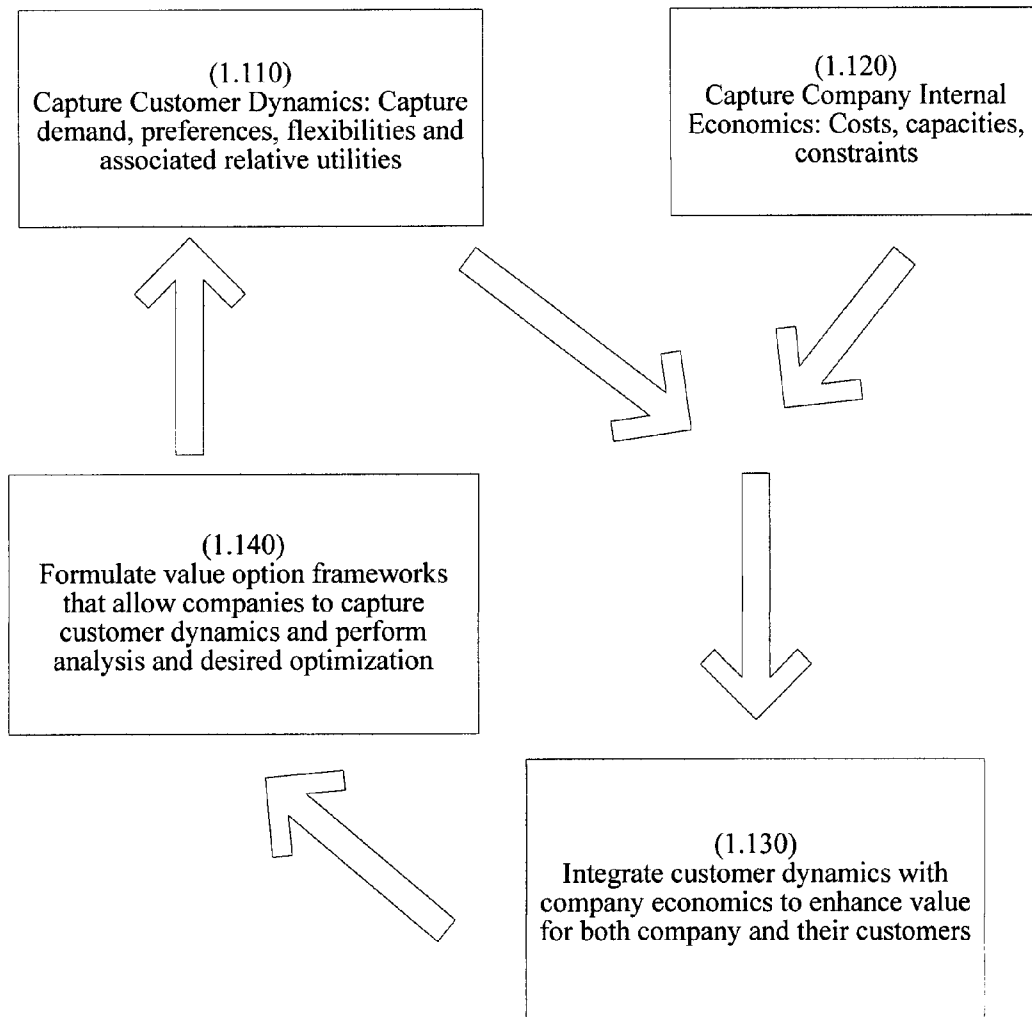 (1.110)
Capture Customer Dynamics: Capture
demand, preferences, flexibilities and
associated relative utilities
(1.120)
Capture Company Internal
Economics: Costs, capacities,
constraints
(1.140)
Formulate value option frameworks
that allow companies to capture
customer dynamics and perform
analysis and desired optimization
(1.130)
Integrate customer dynamics with
company economics to enhance value
for both company and their customers